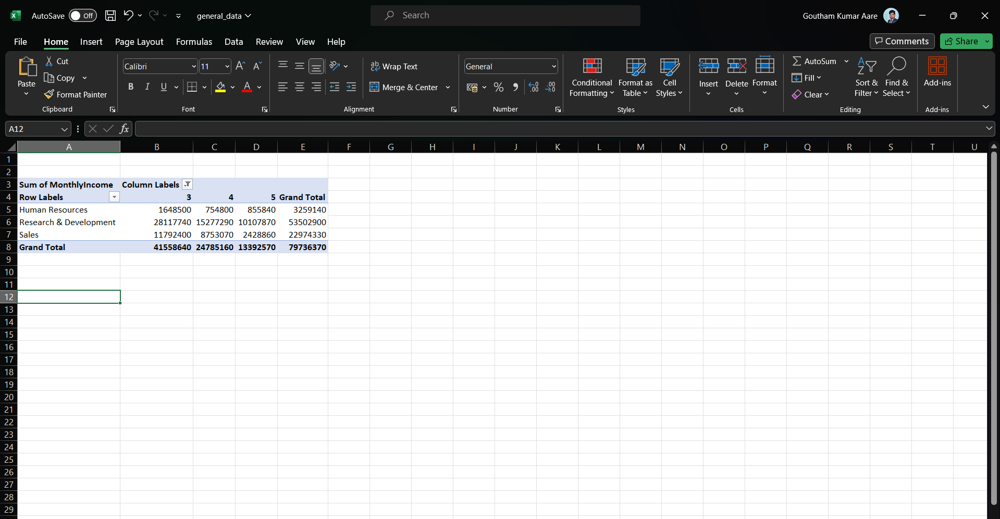 AutoSave Off general_data Search Goutham Kumar Aare
File Home Insert Page Layout Formulas Data Review View Help Comments Share
Paste Cut Copy Format Painter Clipboard
Calibri 11 A A B I U A Font
ab Wrap Text Merge & Center Alignment
General % Number
Conditional Formatting Format as Table Cell Styles Styles
Insert Delete Format Cells
AutoSum Fill Clear Sort & Filter Find & Select Editing
Add-ins Add-ins
A12 fx
A B C D E F G H I J K L M N O P Q R S T U
1
2
3 Sum of MonthlyIncome Column Labels
4 Row Labels 3 4 5 Grand Total
5 Human Resources 1648500 754800 855840 3259140
6 Research & Development 28117740 15277290 10107870 53502900
7 Sales 11792400 8753070 2428860 22974330
8 Grand Total 41558640 24785160 13392570 79736370
9
10
11
12
13
14
15
16
17
18
19
20
21
22
23
24
25
26
27
28
29